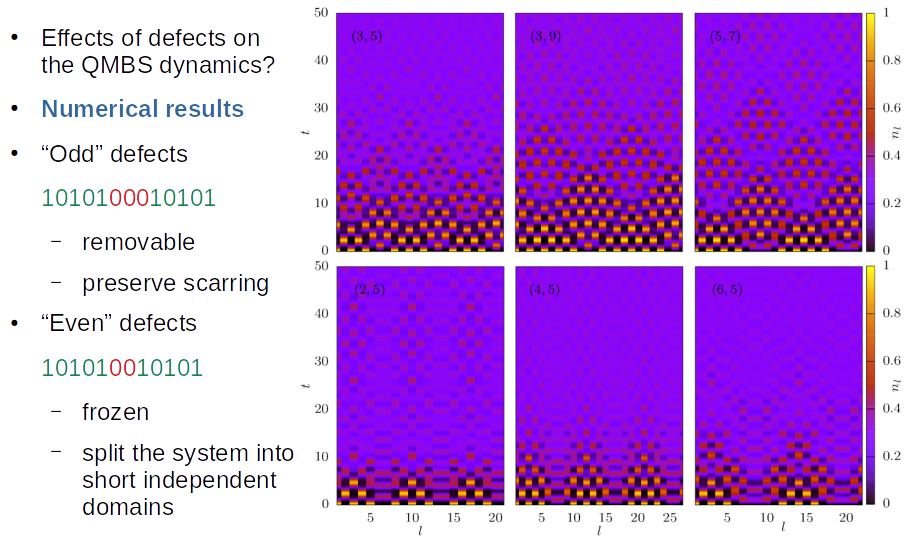 • Effects of defects on
the QMBS dynamics?
• Numerical results
• “Odd” defects
1010100010101
– removable
– preserve scarring
• “Even” defects
101010010101
– frozen
– split the system into
short independent
domains
50
40
30
20
10
0
t
(3, 5)
(3, 9)
(5, 7)
1
0.8
0.6
0.4
0.2
0
n_l
50
40
30
20
10
0
t
(2, 5)
(4, 5)
(6, 5)
1
0.8
0.6
0.4
0.2
0
n_l
5 10 15 20
l
5 10 15 20 25
l
5 10 15 20
l